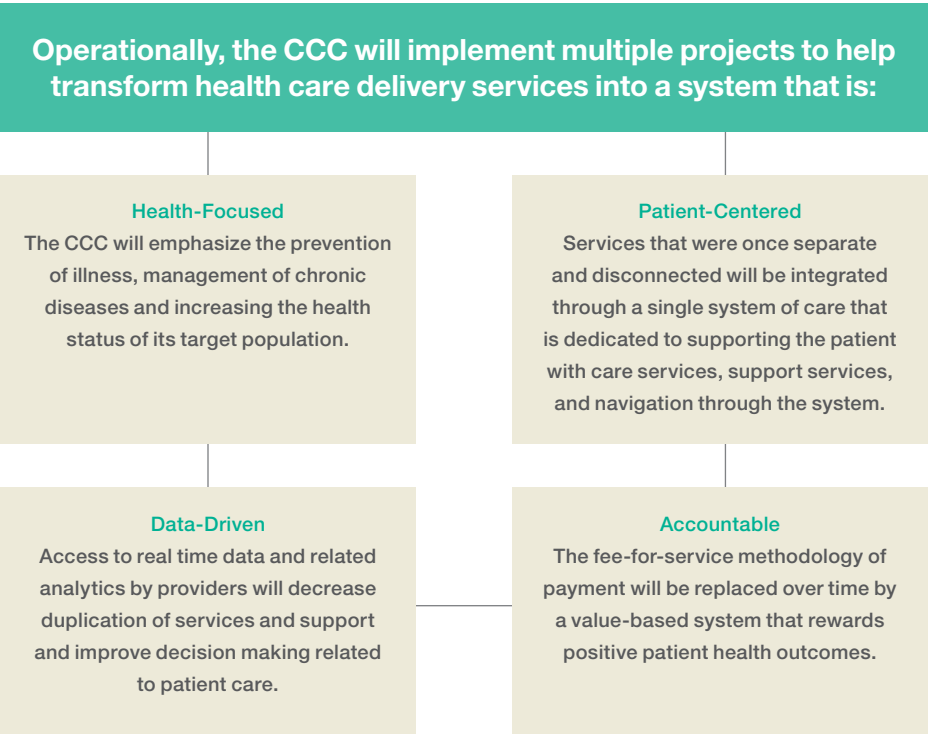 Operationally, the CCC will implement multiple projects to help
transform health care delivery services into a system that is:
Health-Focused
The CCC will emphasize the prevention
of illness, management of chronic
diseases and increasing the health
status of its target population.
Patient-Centered
Services that were once separate
and disconnected will be integrated
through a single system of care that
is dedicated to supporting the patient
with care services, support services,
and navigation through the system.
Data-Driven
Access to real time data and related
analytics by providers will decrease
duplication of services and support
and improve decision making related
to patient care.
Accountable
The fee-for-service methodology of
payment will be replaced over time by
a value-based system that rewards
positive patient health outcomes.